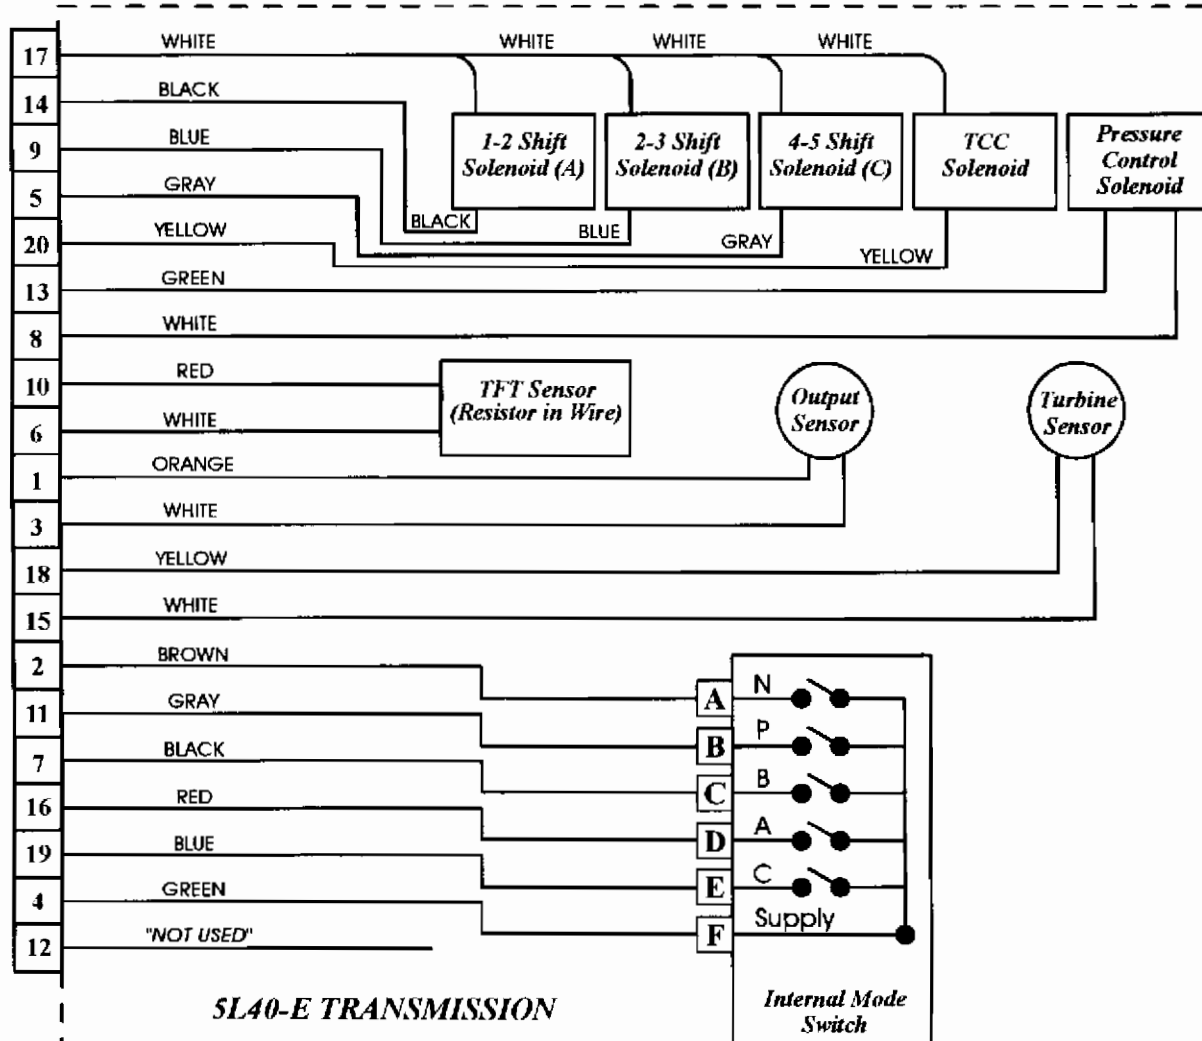 17 WHITE WHITE WHITE WHITE
14 BLACK
9 BLUE
5 GRAY
20 YELLOW
13 GREEN
8 WHITE
1-2 Shift
Solenoid (A)
2-3 Shift
Solenoid (B)
4-5 Shift
Solenoid (C)
TCC
Solenoid
Pressure
Control
Solenoid
BLACK
BLUE
GRAY
YELLOW
10 RED
6 WHITE
TFT Sensor
(Resistor in Wire)
Output
Sensor
Turbine
Sensor
1 ORANGE
3 WHITE
18 YELLOW
15 WHITE
2 BROWN
A N
11 GRAY
B P
7 BLACK
C B
16 RED
D A
19 BLUE
E C
4 GREEN
F Supply
12 "NOT USED"
5L40-E TRANSMISSION
Internal Mode
Switch